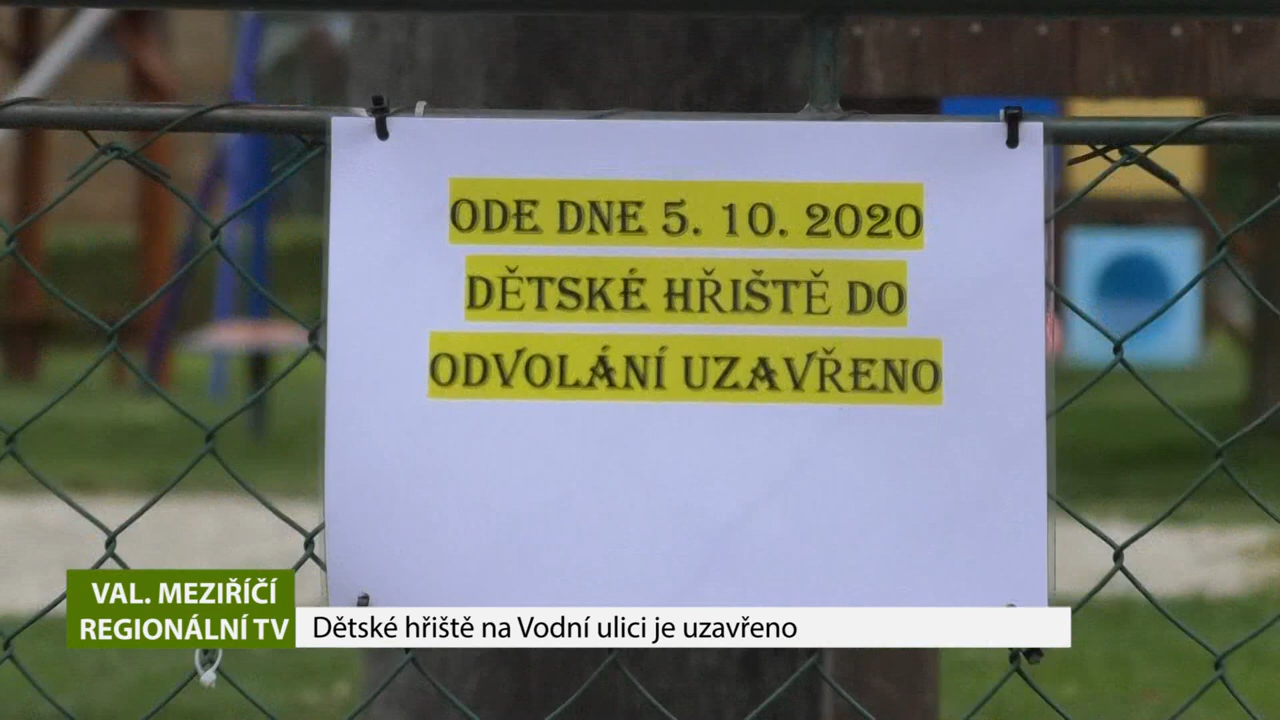 ODE DNE 5. 10. 2020
DĚTSKÉ HŘIŠTĚ DO
ODVOLÁNÍ UZAVŘENO
VAL. MEZIŘÍČÍ
REGIONÁLNÍ TV
Dětské hřiště na Vodní ulici je uzavřeno